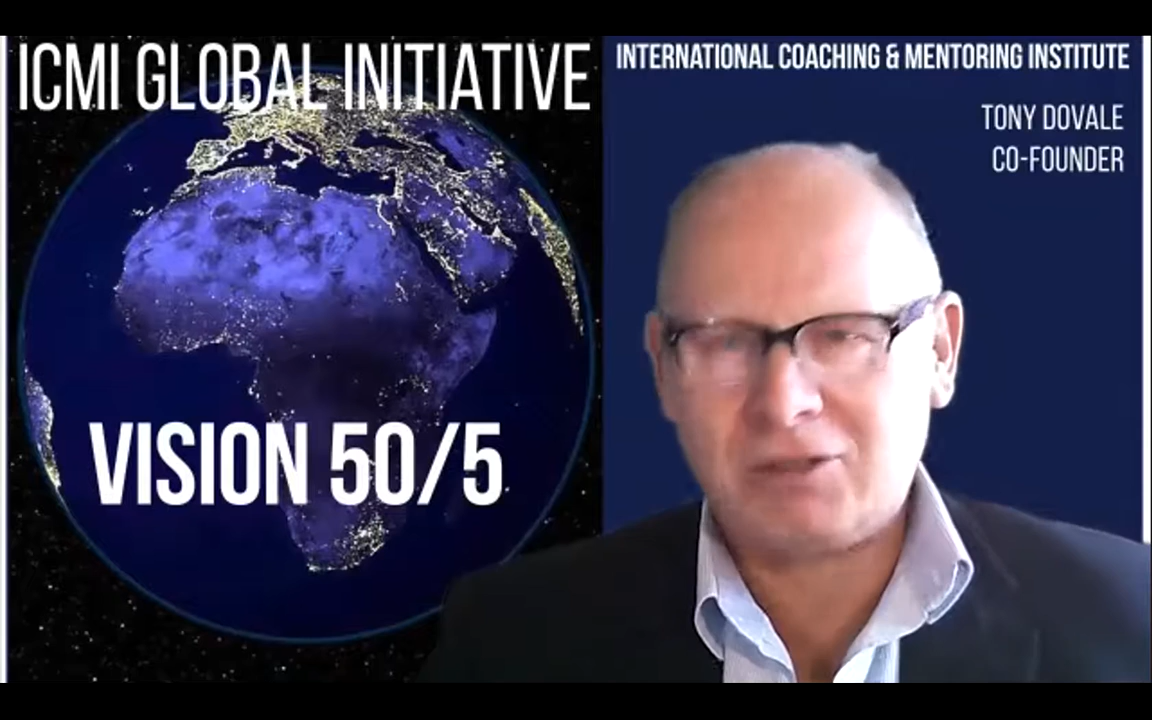 ICMI GLOBAL INITIATIVE
INTERNATIONAL COACHING & MENTORING INSTITUTE
TONY DOVALE
CO-FOUNDER
VISION 50/5